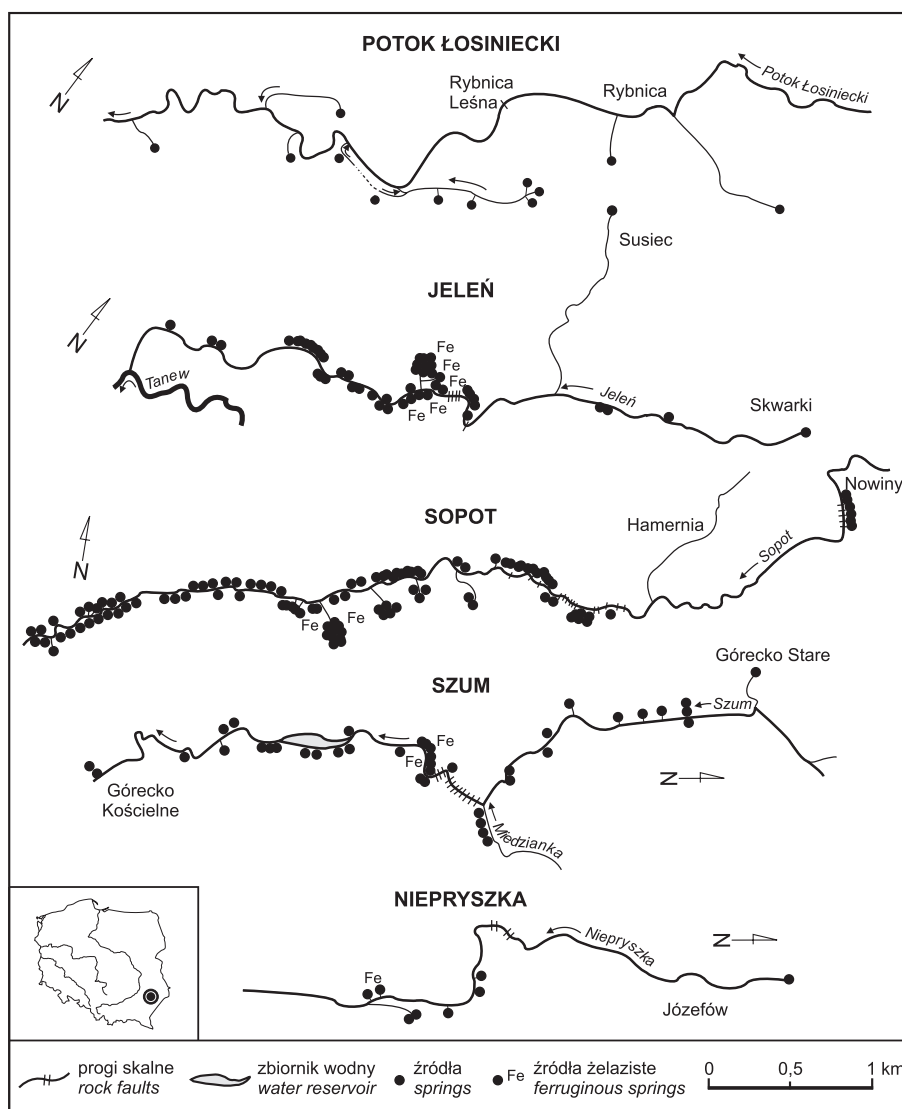 POTOK ŁOSINIECKI
N
Rybnica
Leśna
Rybnica
Potok Łosiniecki
Susiec
JELEŃ
N
Tanew
Fe
Fe
Fe
Fe
Fe
Jeleń
Skwarki
SOPOT
N
Hamernia
Nowiny
Sopot
Fe
Fe
SZUM
Górecko Stare
Szum
Fe
Fe
N
Górecko
Kościelne
Miedzianka
NIEPRYSZKA
Niepryszka
N
Fe
Józefów
progi skalne
rock faults
zbiornik wodny
water reservoir
źródła
springs
Fe
źródła żelaziste
ferruginous springs
0 0,5 1 km